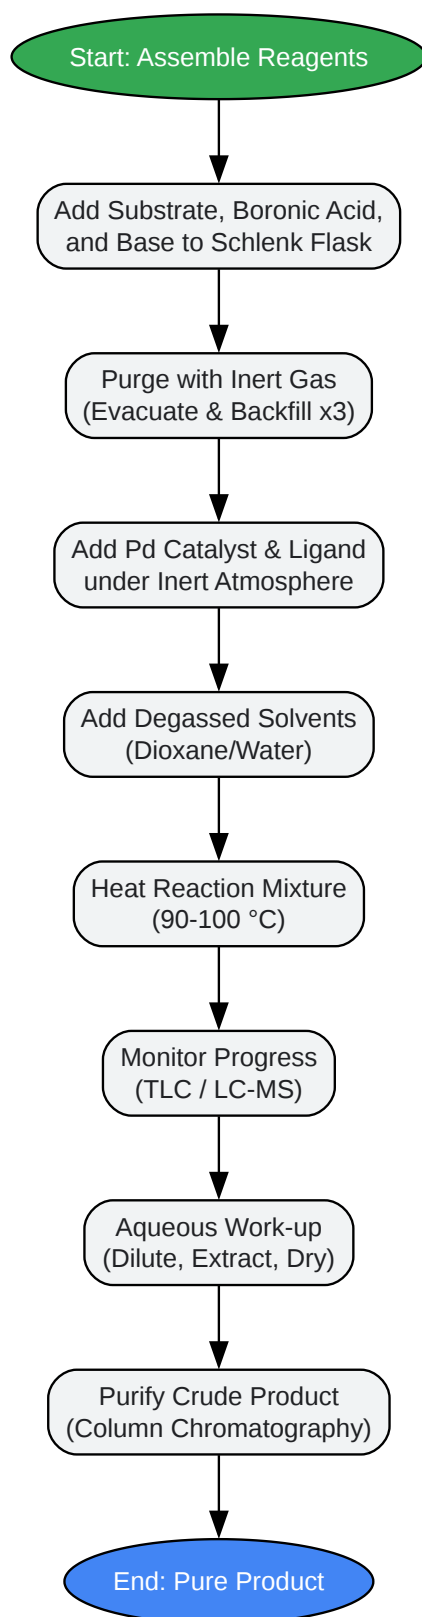 Start: Assemble Reagents
Add Substrate, Boronic Acid,
and Base to Schlenk Flask
Purge with Inert Gas
(Evacuate & Backfill x3)
Add Pd Catalyst & Ligand
under Inert Atmosphere
Add Degassed Solvents
(Dioxane/Water)
Heat Reaction Mixture
(90-100 °C)
Monitor Progress
(TLC / LC-MS)
Aqueous Work-up
(Dilute, Extract, Dry)
Purify Crude Product
(Column Chromatography)
End: Pure Product